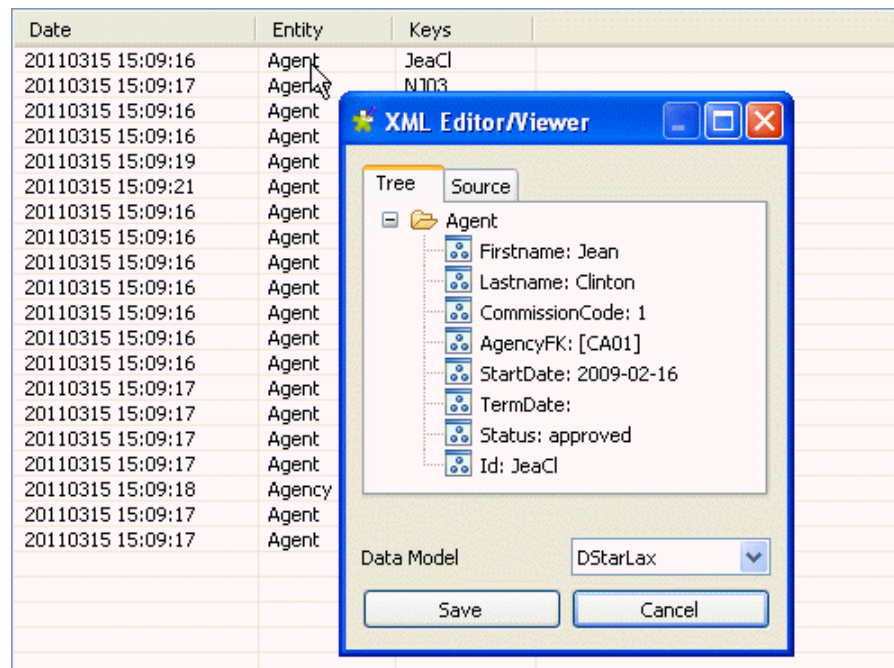 Date Entity Keys
20110315 15:09:16 Agent JeaCl
20110315 15:09:17 Agency NJ03
20110315 15:09:16 Agent
20110315 15:09:16 Agent
20110315 15:09:19 Agent
20110315 15:09:21 Agent
20110315 15:09:16 Agent
20110315 15:09:16 Agent
20110315 15:09:16 Agent
20110315 15:09:16 Agent
20110315 15:09:16 Agent
20110315 15:09:16 Agent
20110315 15:09:16 Agent
20110315 15:09:17 Agent
20110315 15:09:17 Agent
20110315 15:09:17 Agent
20110315 15:09:17 Agent
20110315 15:09:18 Agency
20110315 15:09:17 Agent
20110315 15:09:17 Agent
XML Editor/Viewer
Tree Source
Agent
Firstname: Jean
Lastname: Clinton
CommissionCode: 1
AgencyFK: [CA01]
StartDate: 2009-02-16
TermDate:
Status: approved
Id: JeaCl
Data Model DStarLax
Save Cancel